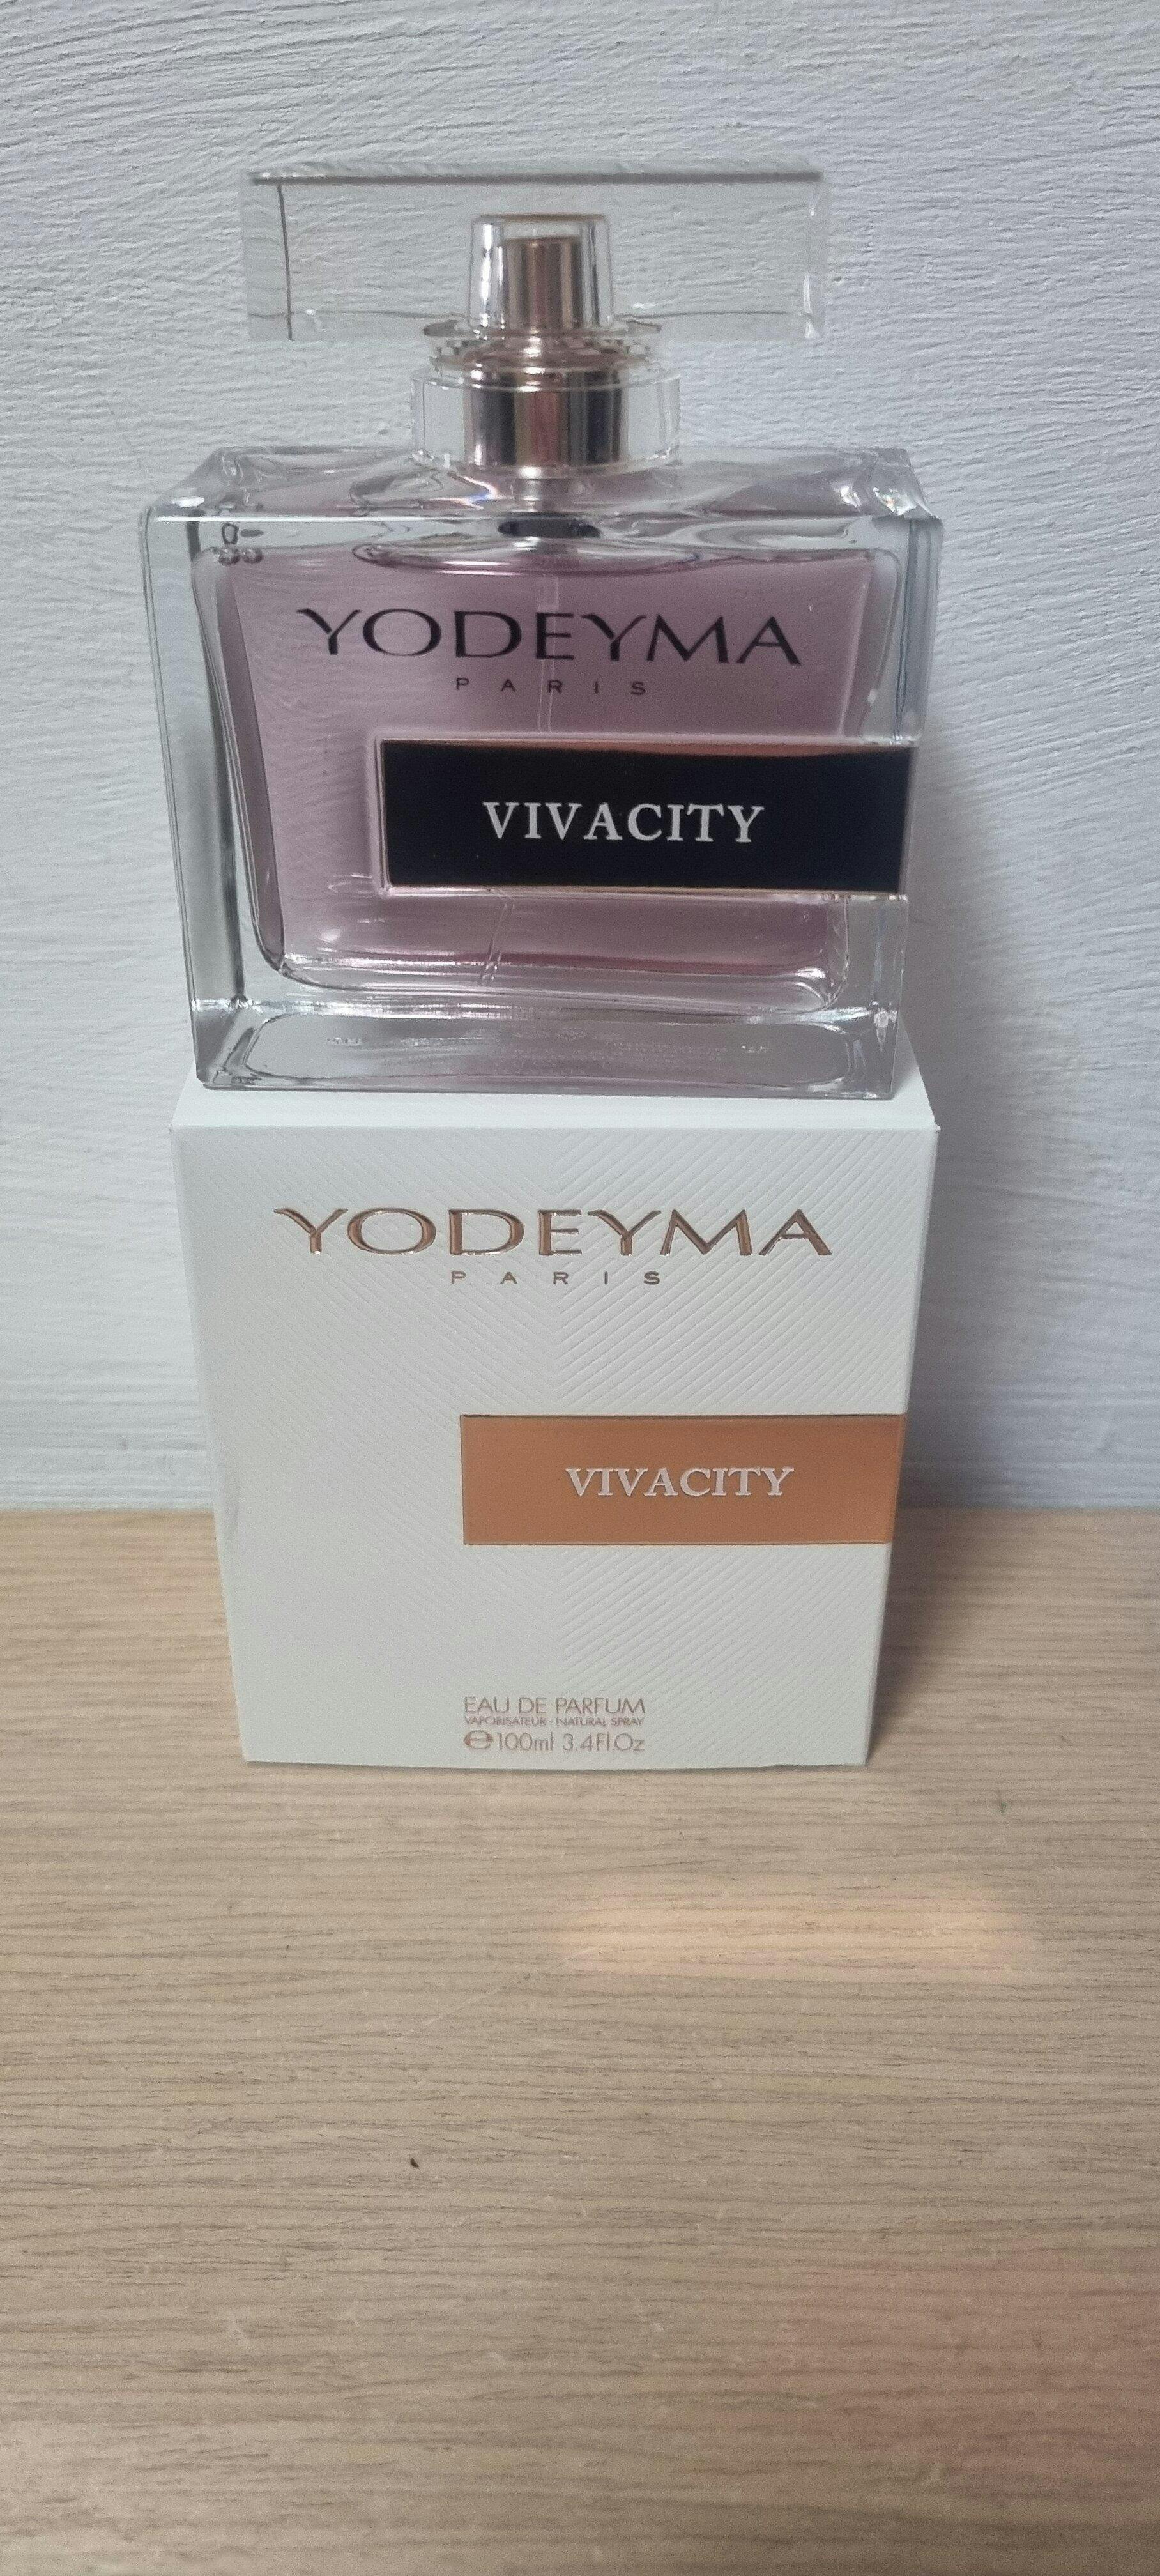 YODEYMA
PARIS
VIVACITY
YODEYMA
PARIS
VIVACITY
EAU DE PARFUM
VAPORISATEUR · NATURAL SPRAY
℮100ml 3.4Fl.Oz